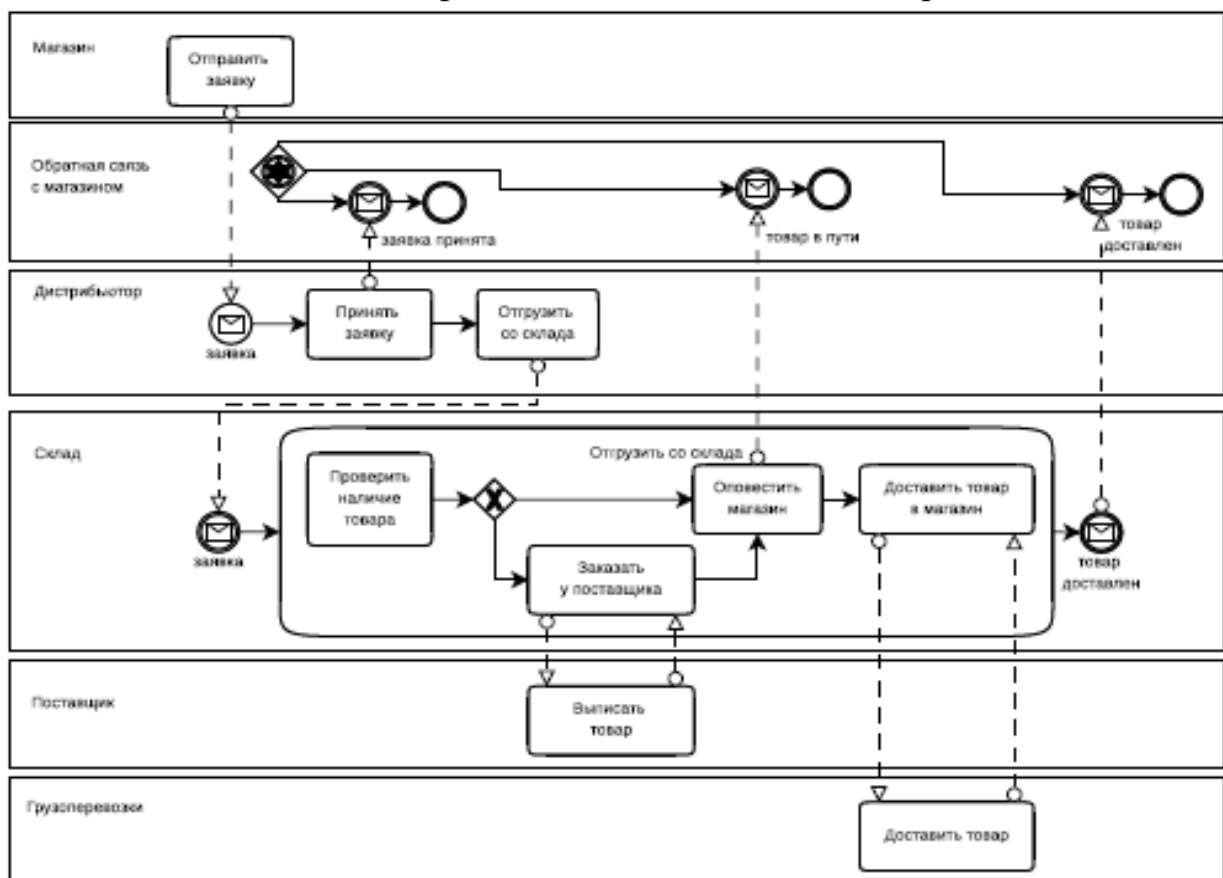 Магазин
Отправить
заявку
Обратная связь
с магазином
заявка принята
товар в пути
товар
доставлен
Дистрибьютор
заявка
Принять
заявку
Отгрузить
со склада
Склад
заявка
Отгрузить со склада
Проверить
наличие
товара
Оповестить
магазин
Доставить товар
в магазин
Заказать
у поставщика
товар
доставлен
Поставщик
Выписать
товар
Грузоперевозки
Доставить товар